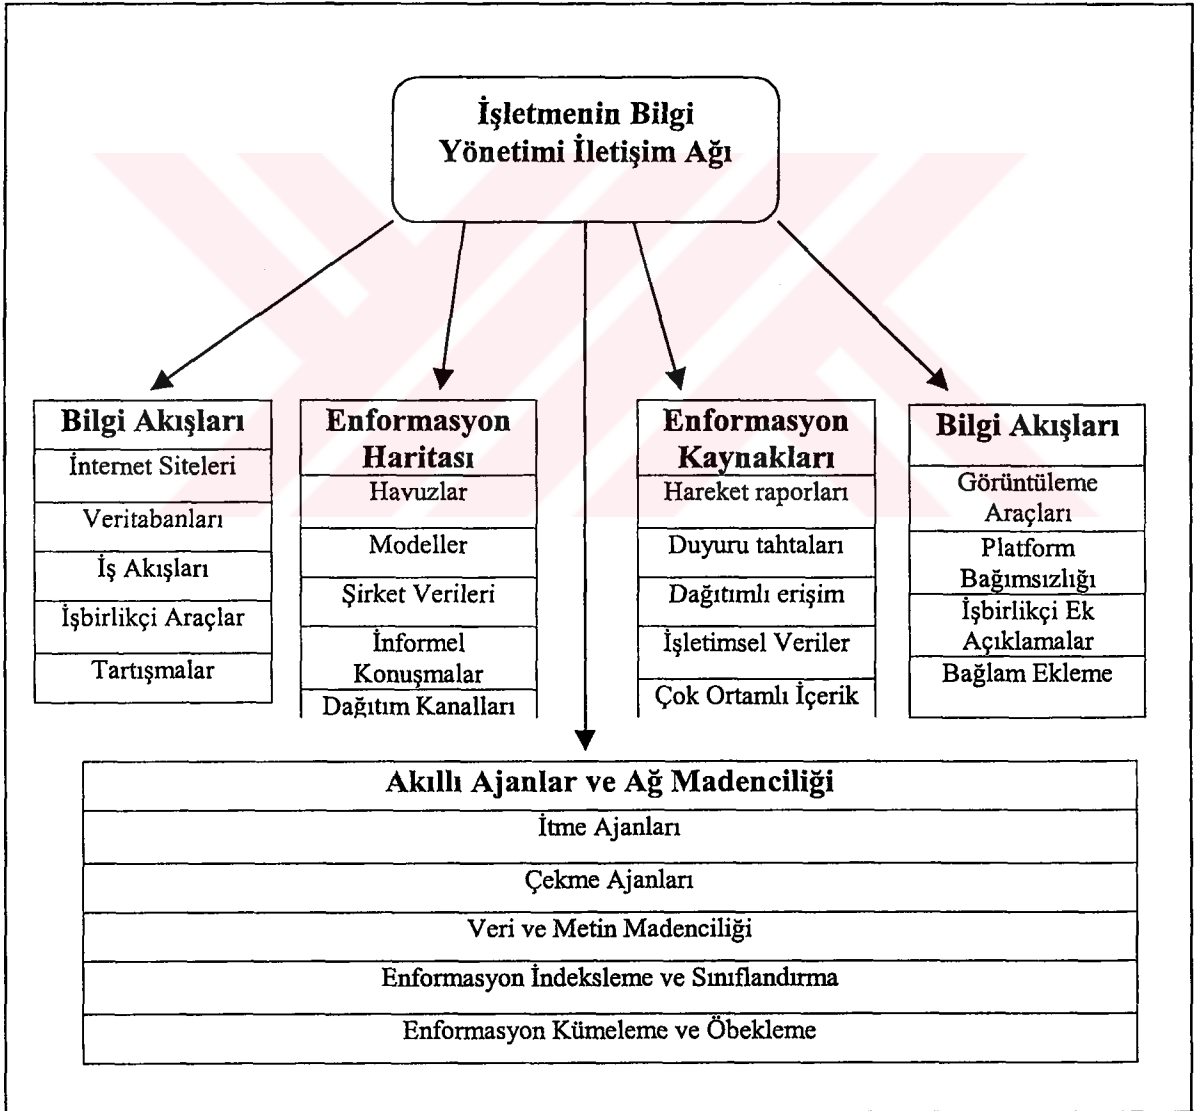 İşletmenin Bilgi
Yönetimi İletişim Ağı
Bilgi Akışları
İnternet Siteleri
Veritabanları
İş Akışları
İşbirlikçi Araçlar
Tartışmalar
Enformasyon
Haritası
Havuzlar
Modeller
Şirket Verileri
İnformel
Konuşmalar
Dağıtım Kanalları
Enformasyon
Kaynakları
Hareket raporları
Duyuru tahtaları
Dağıtımlı erişim
İşletimsel Veriler
Çok Ortamlı İçerik
Bilgi Akışları
Görüntüleme
Araçları
Platform
Bağımsızlığı
İşbirlikçi Ek
Açıklamalar
Bağlam Ekleme
Akıllı Ajanlar ve Ağ Madenciliği
İtme Ajanları
Çekme Ajanları
Veri ve Metin Madenciliği
Enformasyon İndeksleme ve Sınıflandırma
Enformasyon Kümeleme ve Öbekleme